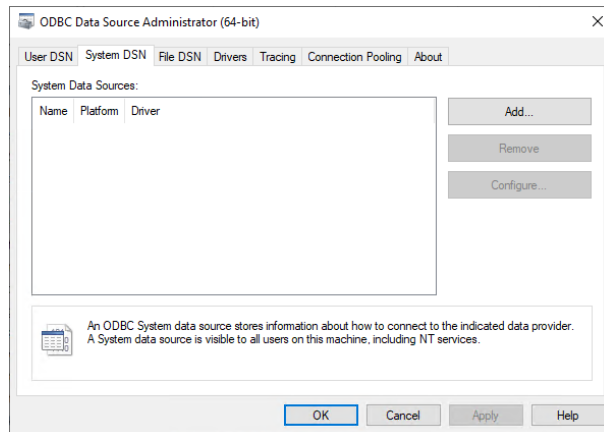 ODBC Data Source Administrator (64-bit)
User DSN System DSN File DSN Drivers Tracing Connection Pooling About
System Data Sources:
Name Platform Driver
Add...
Remove
Configure...
An ODBC System data source stores information about how to connect to the indicated data provider.
A System data source is visible to all users on this machine, including NT services.
OK Cancel Apply Help